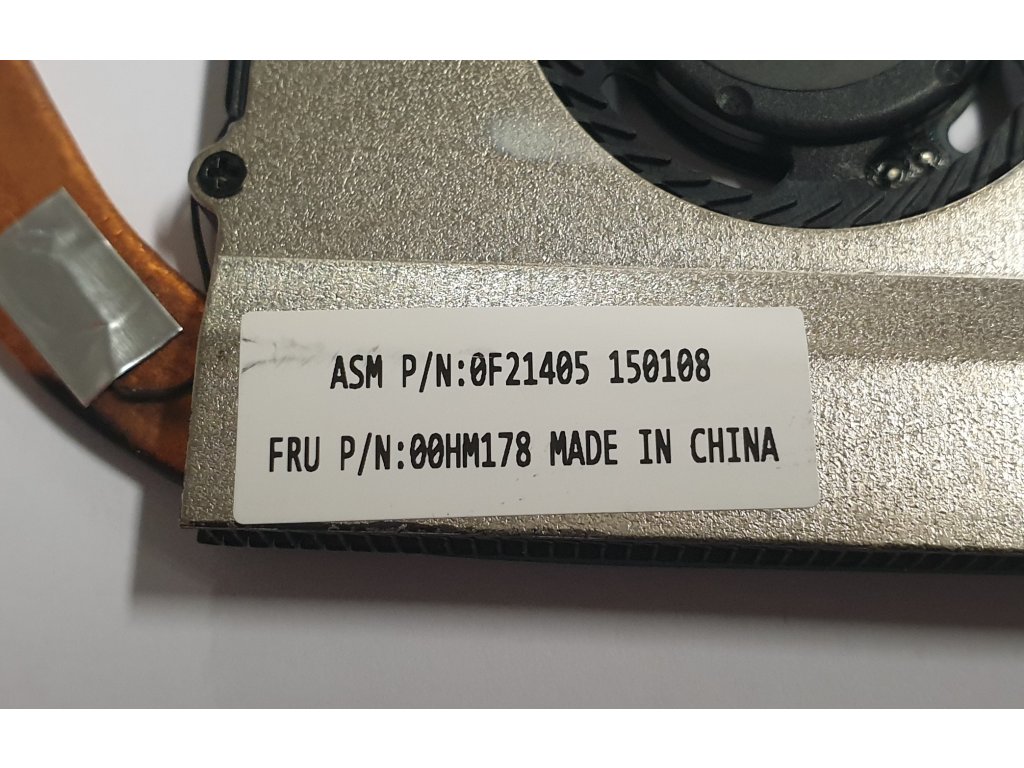 ASM P/N:0F21405 150108
FRU P/N:00HM178 MADE IN CHINA